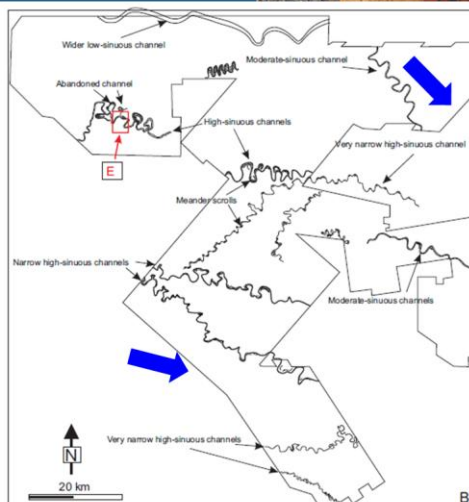 Wider low-sinuous channel
Moderate-sinuous channel
Abandoned channel
High-sinuous channels
Very narrow high-sinuous channel
E
Meander scrolls
Narrow high-sinuous channels
Moderate-sinuous channels
Very narrow high-sinuous channels
N
20 km
B